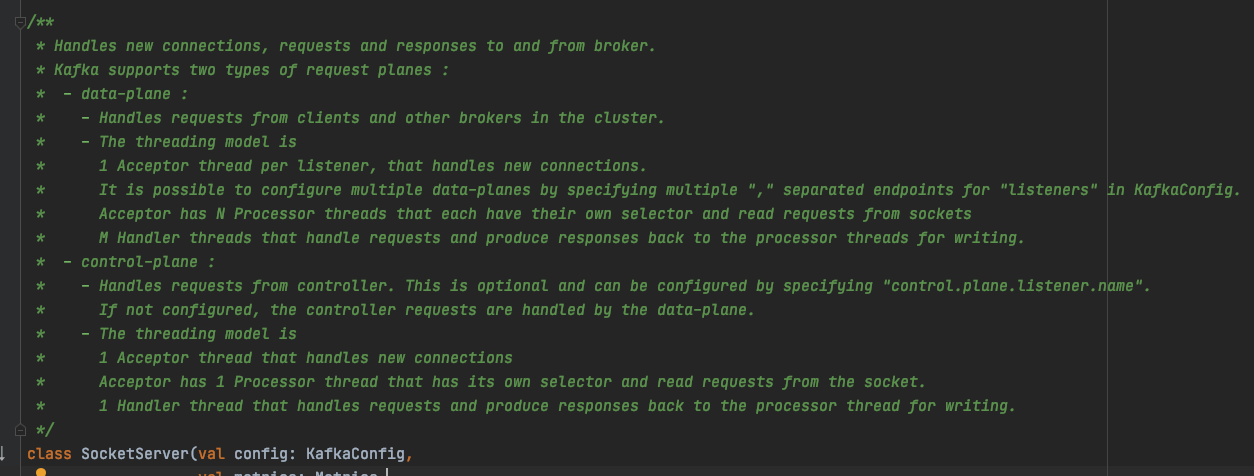 /**
* Handles new connections, requests and responses to and from broker.
* Kafka supports two types of request planes :
*  - data-plane :
*    - Handles requests from clients and other brokers in the cluster.
*    - The threading model is
*      1 Acceptor thread per listener, that handles new connections.
*      It is possible to configure multiple data-planes by specifying multiple "," separated endpoints for "listeners" in KafkaConfig.
*      Acceptor has N Processor threads that each have their own selector and read requests from sockets
*      M Handler threads that handle requests and produce responses back to the processor threads for writing.
*  - control-plane :
*    - Handles requests from controller. This is optional and can be configured by specifying "control.plane.listener.name".
*      If not configured, the controller requests are handled by the data-plane.
*    - The threading model is
*      1 Acceptor thread that handles new connections
*      Acceptor has 1 Processor thread that has its own selector and read requests from the socket.
*      1 Handler thread that handles requests and produce responses back to the processor thread for writing.
*/
class SocketServer(val config: KafkaConfig,
val metrics: Metrics,